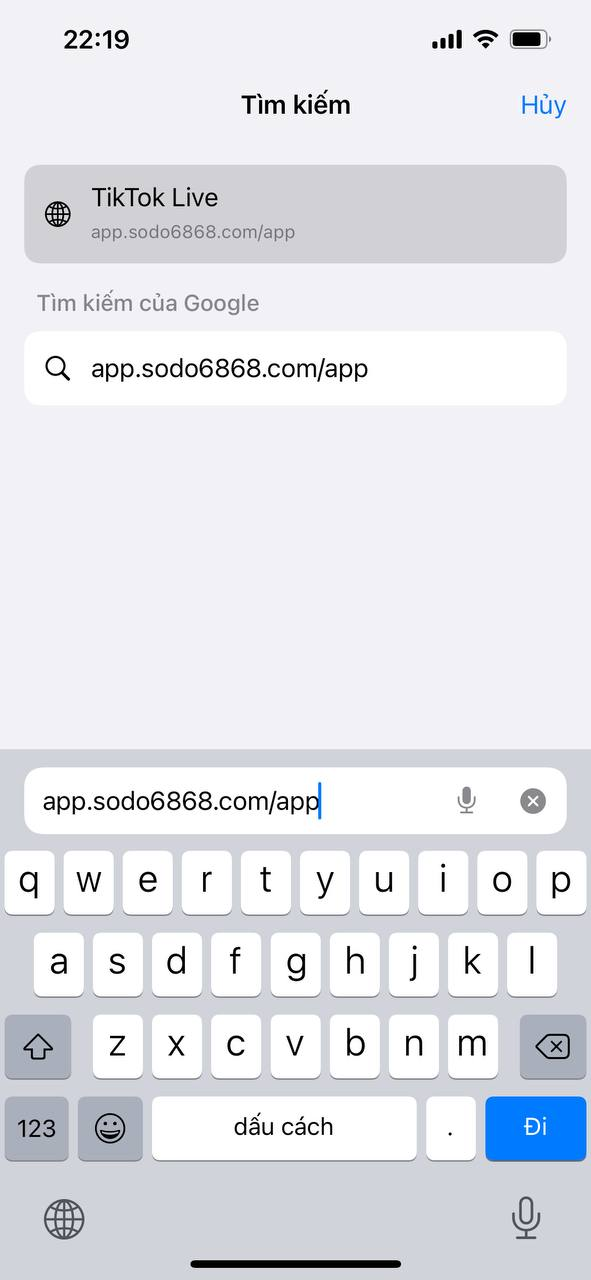 22:19
Tìm kiếm
Hủy
TikTok Live
app.sodo6868.com/app
Tìm kiếm của Google
app.sodo6868.com/app
app.sodo6868.com/app
q w e r t y u i o p
a s d f g h j k l
z x c v b n m
123 dấu cách . Đi